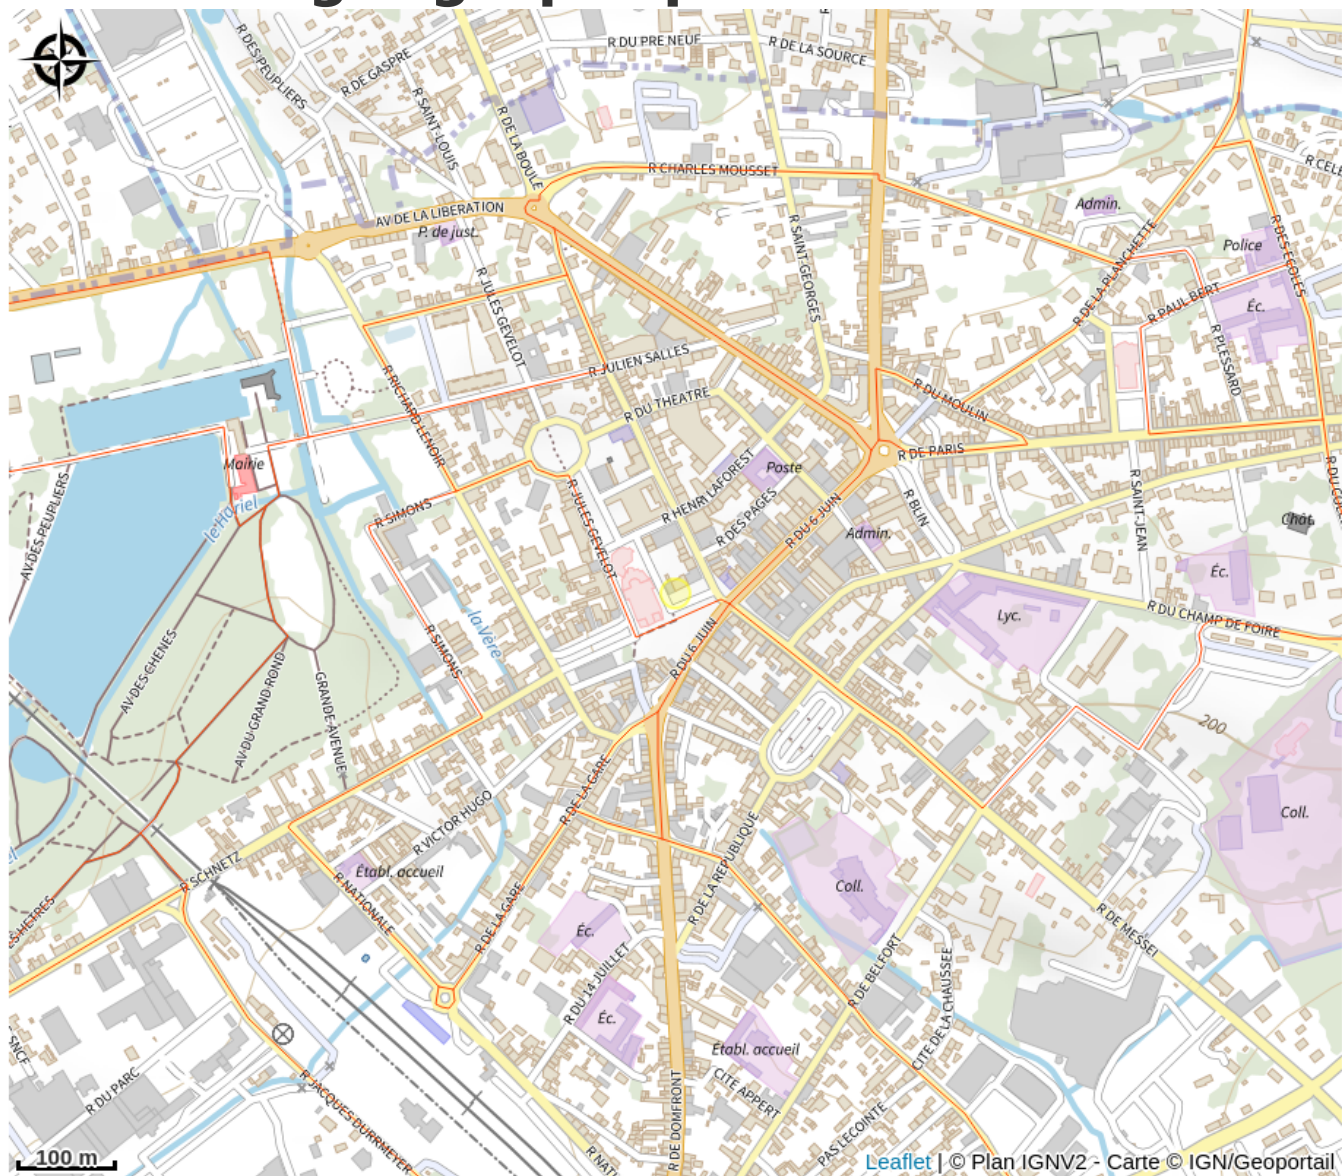 R DU PRE NEUF
R DE LA SOURCE
R DES PEUPLIERS
R DE GASPRE
R SAINT-LOUIS
R DE LA BOULE
R CHARLES MOUSSET
R CELE
AV DE LA LIBERATION
P. de just.
Admin.
R DE LA PLANCHETTE
Police
R DES ECOLES
R SAINT-GEORGES
R JULES GEVELOT
R PAUL BERT
Éc.
R PLESSARD
R JULIEN SALLES
R RICHARD LENOIR
R DU THEATRE
R DU MOULIN
R DE PARIS
Mairie
Poste
R HENRI LAFOREST
R DES PAGES
R DU 6 JUIN
R BLIN
R SAINT-JEAN
Chât.
AV DES PEUPLIERS
le Hariel
R SIMONS
R JULES GEVELOT
Admin.
Éc.
Lyc.
R DU CHAMP DE FOIRE
la Vère
R SIMONS
R DU 6 JUIN
AV DES CHENES
AV DU GRAND ROND
GRANDE AVENUE
200
R DE LA GARE
R VICTOR HUGO
Coll.
R SCHNETZ
Établ. accueil
R NATIONALE
R DE LA REPUBLIQUE
Coll.
S HETRES
R DE LA GARE
Éc.
R DE MESSEI
R DU 14 JUILLET
R DE BELFORT
CITE DE LA CHAUSSEE
Éc.
Établ. accueil
SNCF
R DU PARC
R JACQUES DURRMEYER
R DE DOMFRONT
CITE APPERT
PAS LECOINTE
R NAT
100 m
Leaflet | © Plan IGNV2 - Carte © IGN/Geoportail